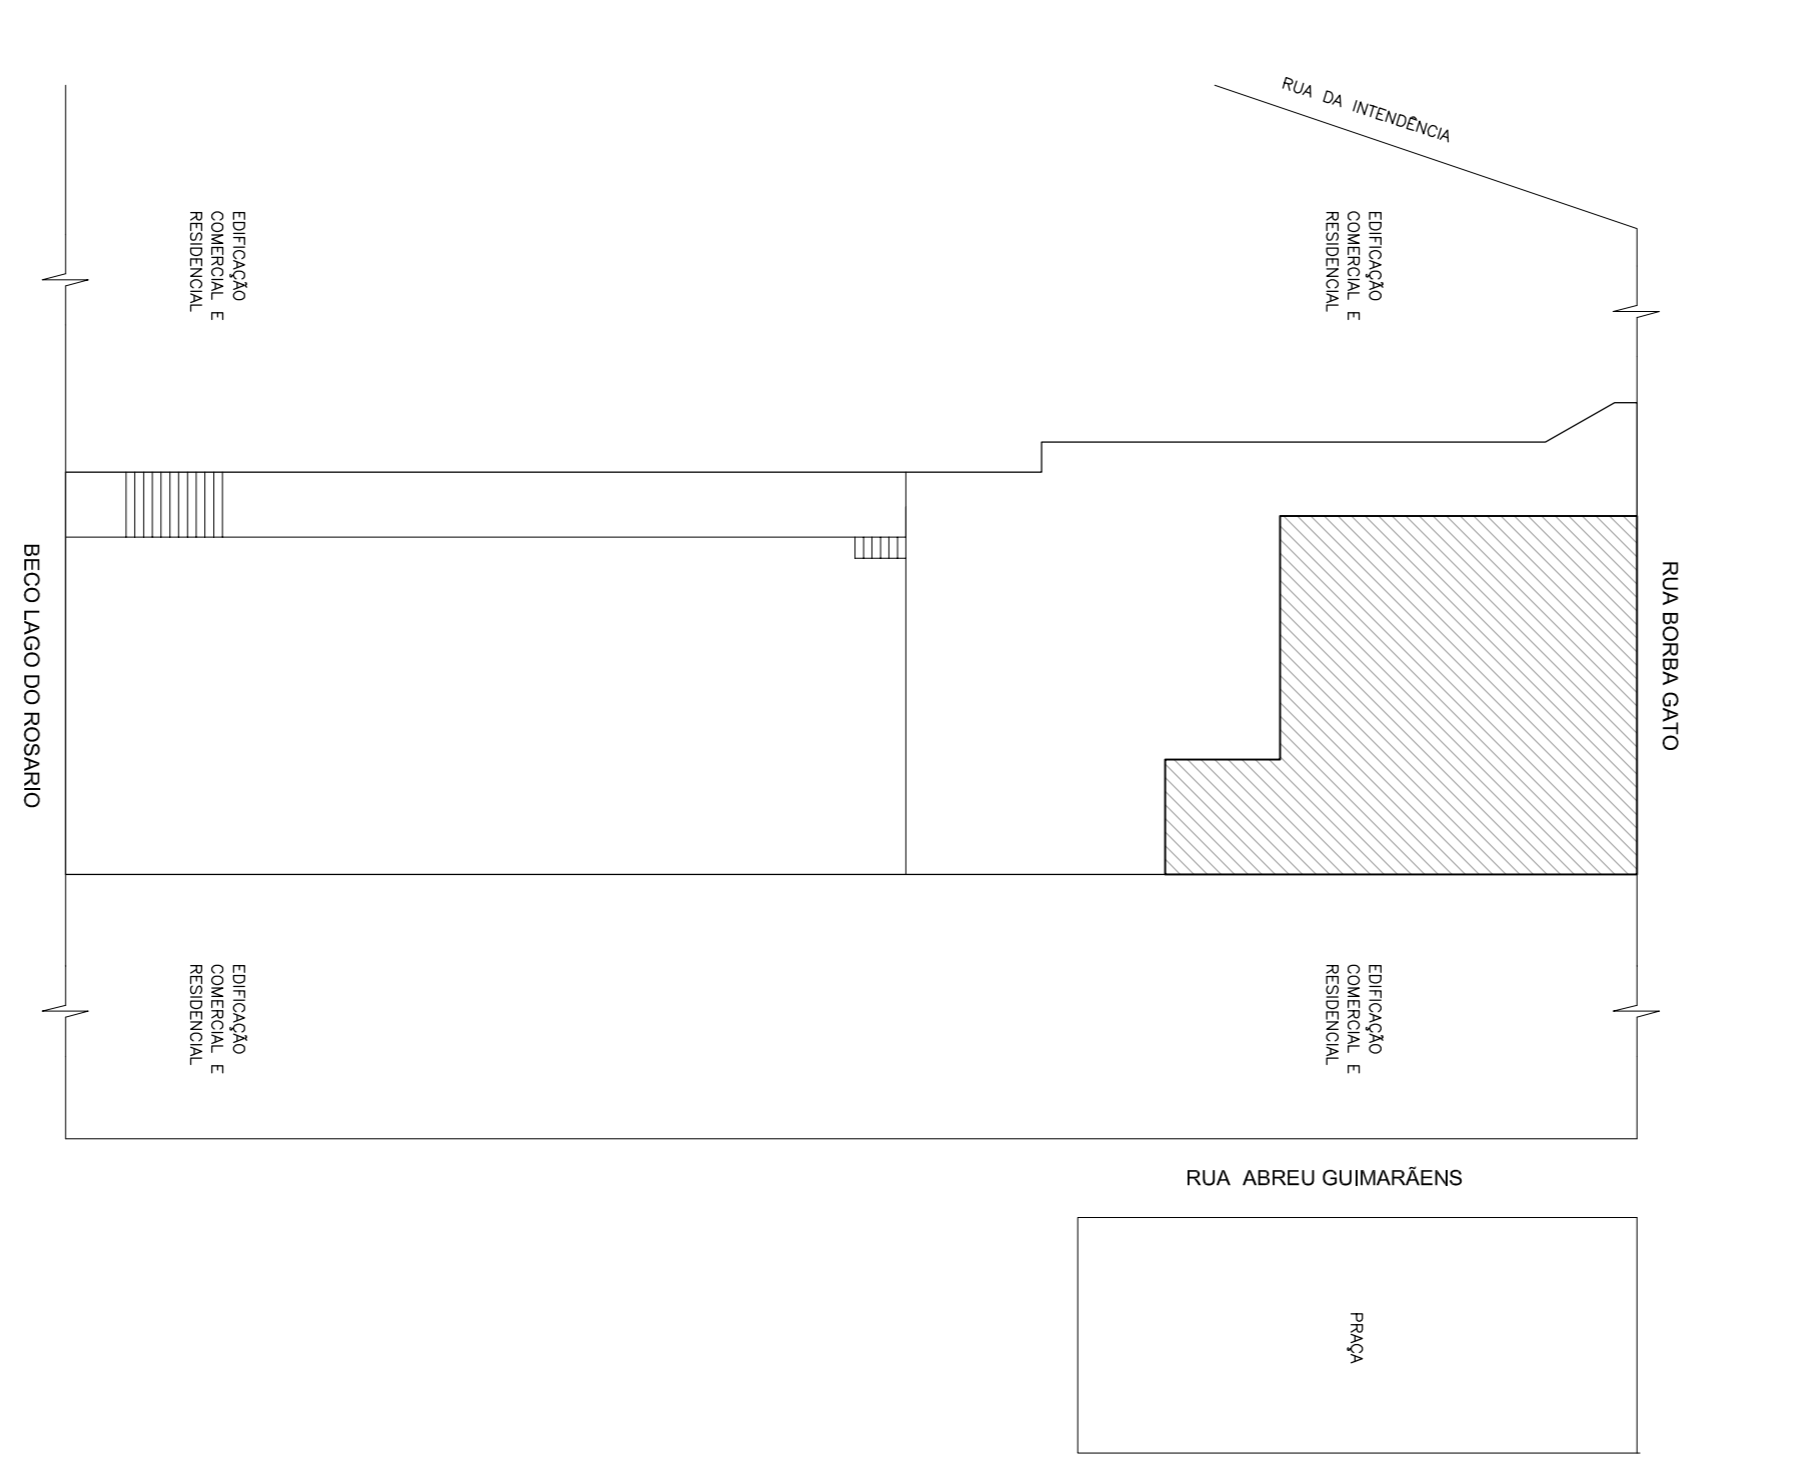 RUA DA INTENDÊNCIA
EDIFICAÇÃO
COMERCIAL E
RESIDENCIAL
EDIFICAÇÃO
COMERCIAL E
RESIDENCIAL
BECO LAGO DO ROSARIO
RUA BORBA GATO
EDIFICAÇÃO
COMERCIAL E
RESIDENCIAL
EDIFICAÇÃO
COMERCIAL E
RESIDENCIAL
RUA ABREU GUIMARÃENS
PRAÇA